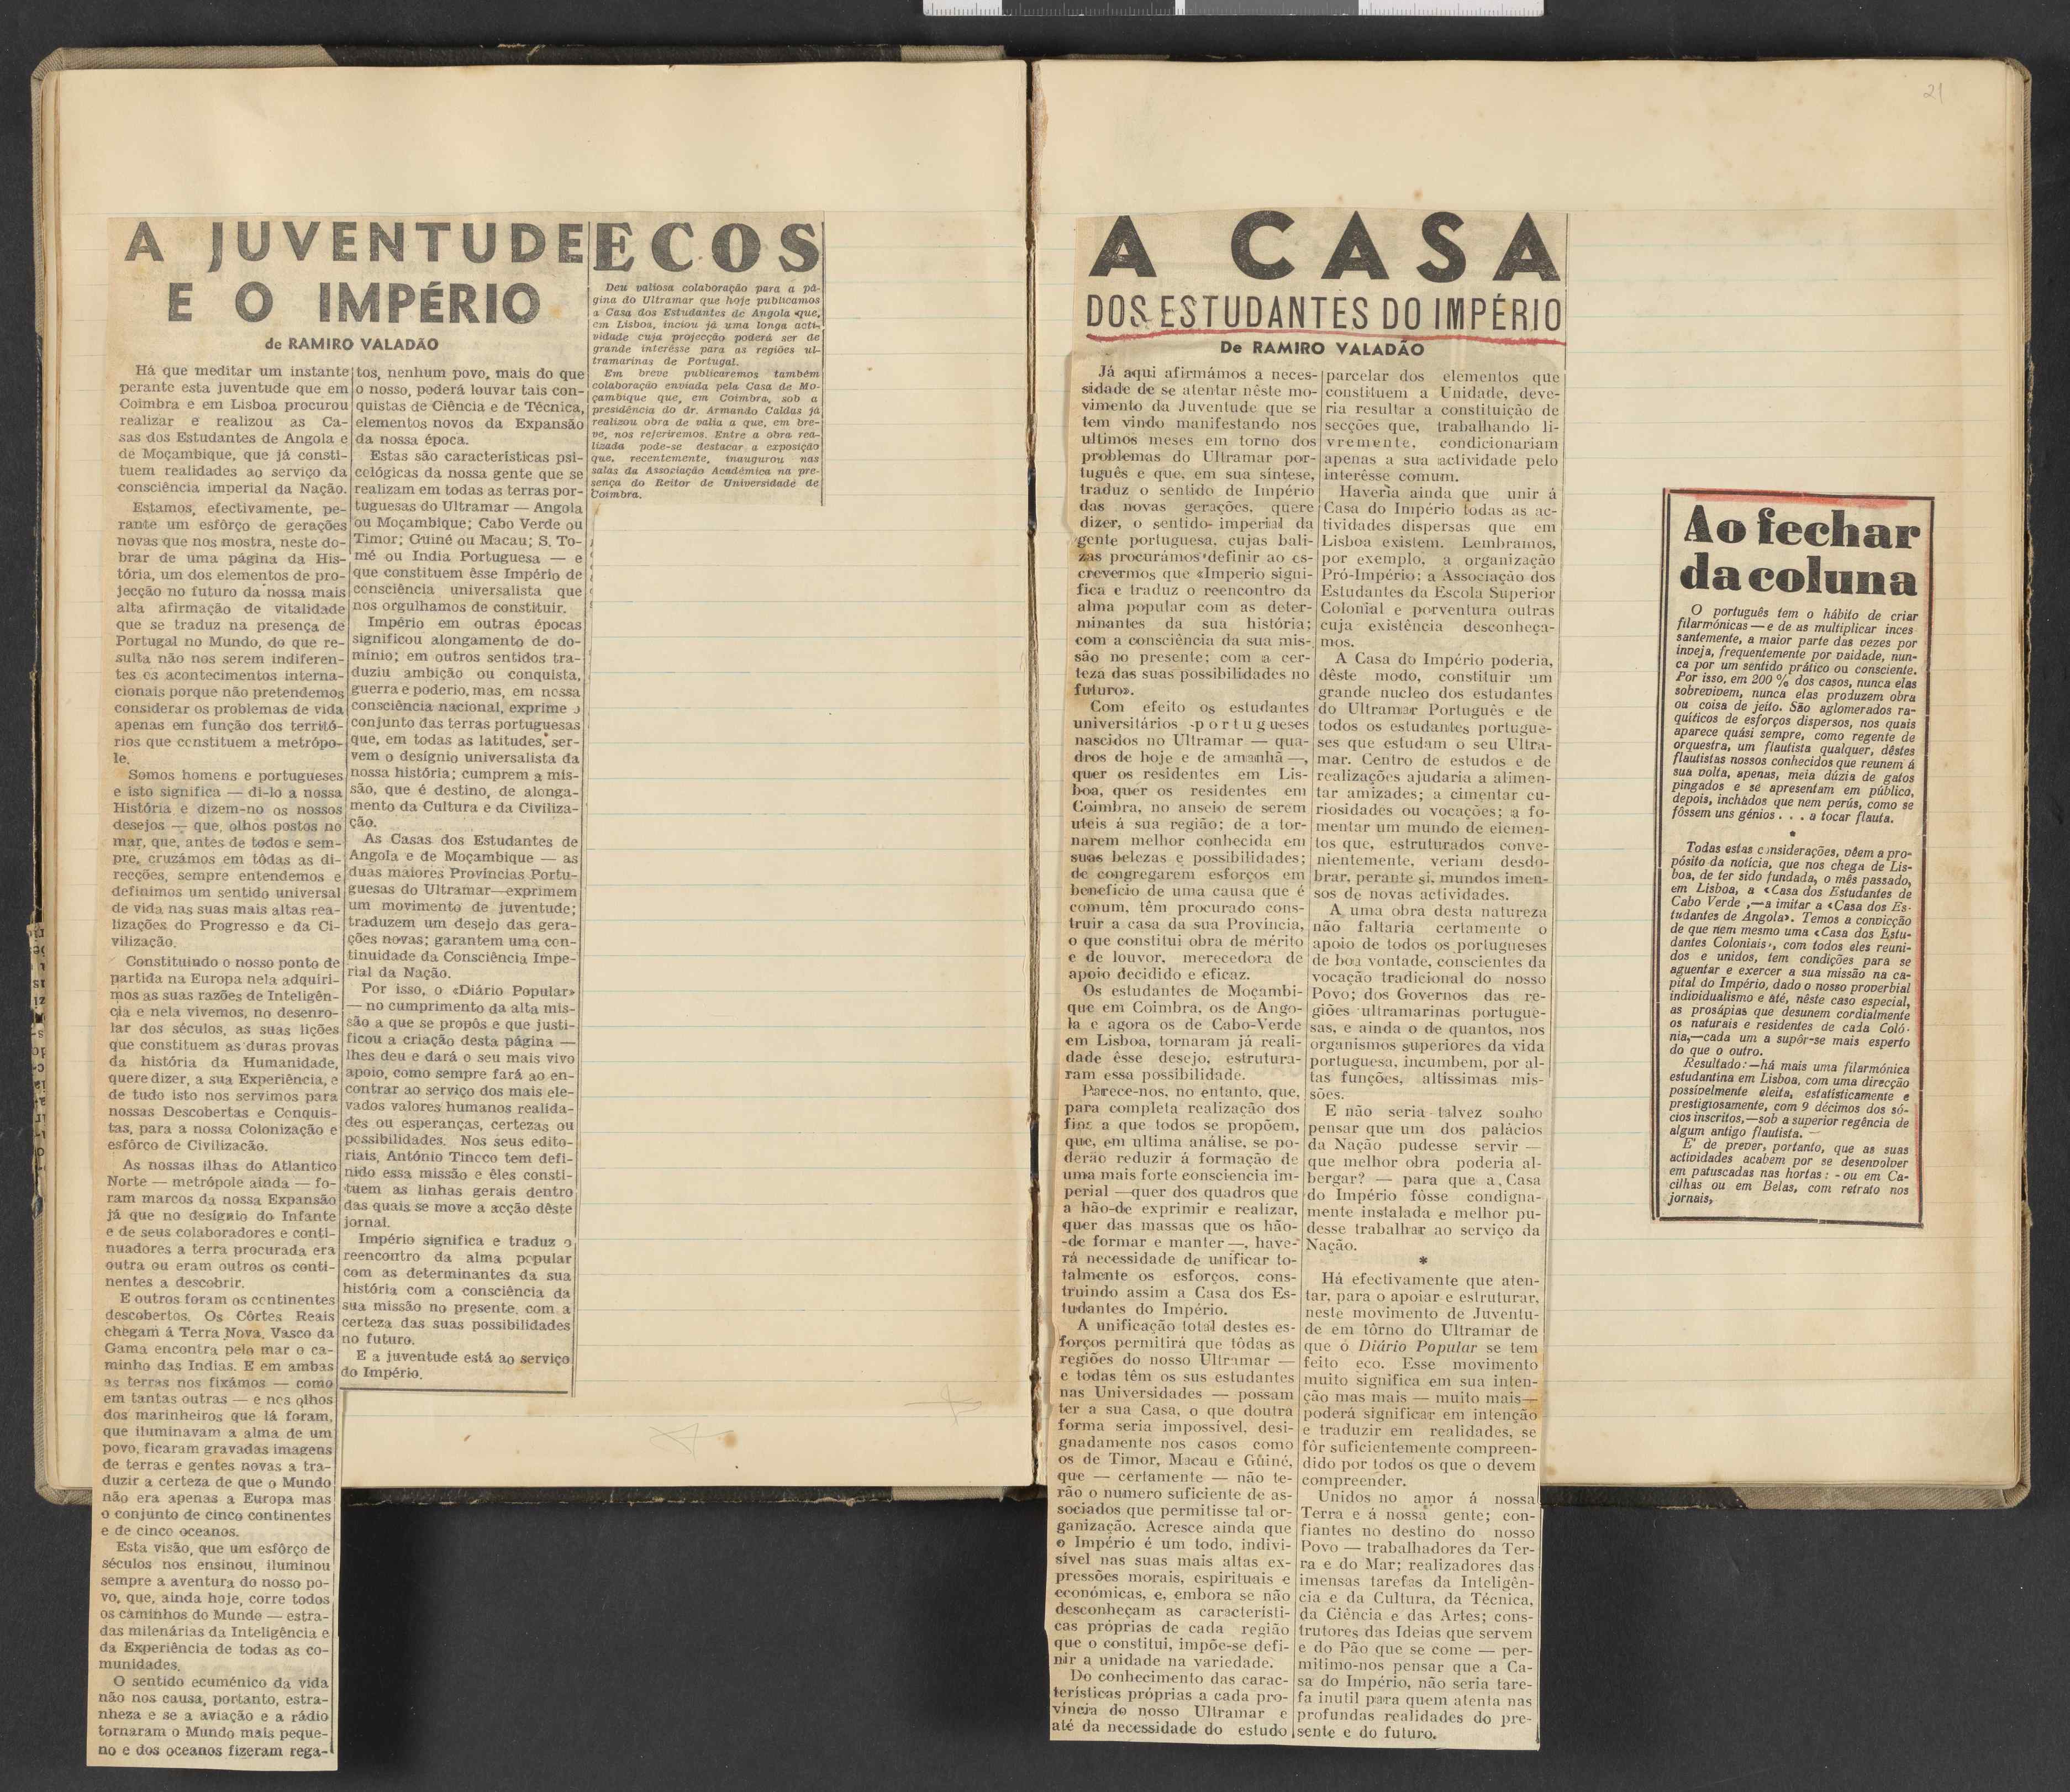 A JUVENTUDE
E O IMPÉRIO
de RAMIRO VALADÃO
Há que meditar um instante
perante esta juventude que em
Coimbra e em Lisboa procurou
realizar e realizou as Ca-
sas dos Estudantes de Angola e
de Moçambique, que já consti-
tuem realidades ao serviço da
consciência imperial da Nação.
Estamos, efectivamente, pe-
rante um esfôrço de gerações
novas que nos mostra, neste do-
brar de uma página da His-
tória, um dos elementos de pro-
jecção no futuro da nossa mais
alta afirmação de vitalidade
que se traduz na presença de
Portugal no Mundo, do que re-
sulta não nos serem indiferen-
tes os acontecimentos interna-
cionais porque não pretendemos
considerar os problemas de vida
apenas em função dos territó-
rios que constituem a metrópo-
le.
Somos homens e portugueses
e isto significa — di-lo a nossa
História e dizem-no os nossos
desejos — que, olhos postos no
mar, que, antes de todos e sem-
pre, cruzámos em tôdas as di-
recções, sempre entendemos e
definimos um sentido universal
de vida nas suas mais altas rea-
lizações do Progresso e da Ci-
vilização.
Constituindo o nosso ponto de
partida na Europa nela adquiri-
mos as suas razões de Inteligên-
cia e nela vivemos, no desenro-
lar dos séculos, as suas lições
que constituem as duras provas
da história da Humanidade,
quere dizer, a sua Experiência, e
de tudo isto nos servimos para
nossas Descobertas e Conquis-
tas, para a nossa Colonização e
esfôrço de Civilização.
As nossas ilhas do Atlantico
Norte — metrópole ainda — fo-
ram marcos da nossa Expansão
já que no desígnio do Infante
e de seus colaboradores e conti-
nuadores a terra procurada era
outra ou eram outros os conti-
nentes a descobrir.
E outros foram os continentes
descobertos. Os Côrtes Reais
chegam á Terra Nova, Vasco da
Gama encontra pelo mar o ca-
minho das Indias. E em ambas
as terras nos fixámos — como
em tantas outras — e nos olhos
dos marinheiros que lá foram,
que iluminavam a alma de um
povo, ficaram gravadas imagens
de terras e gentes novas a tra-
duzir a certeza de que o Mundo
não era apenas a Europa mas
o conjunto de cinco continentes
e de cinco oceanos.
Esta visão, que um esfôrço de
séculos nos ensinou, iluminou
sempre a aventura do nosso po-
vo, que, ainda hoje, corre todos
os caminhos do Mundo — estra-
das milenárias da Inteligência e
da Experiência de todas as co-
munidades.
O sentido ecuménico da vida
não nos causa, portanto, estra-
nheza e se a aviação e a rádio
tornaram o Mundo mais peque-
no e dos oceanos fizeram rega-
tos, nenhum povo, mais do que
o nosso, poderá louvar tais con-
quistas de Ciência e de Técnica,
elementos novos da Expansão
da nossa época.
Estas são características psi-
cológicas da nossa gente que se
realizam em todas as terras por-
tuguesas do Ultramar — Angola
ou Moçambique; Cabo Verde ou
Timor; Guiné ou Macau; S. To-
mé ou India Portuguesa — e
que constituem êsse Império de
consciência universalista que
nos orgulhamos de constituir.
Império em outras épocas
significou alongamento de do-
mínio; em outros sentidos tra-
duziu ambição ou conquista,
guerra e poderio, mas, em nossa
consciência nacional, exprime o
conjunto das terras portuguesas
que, em todas as latitudes, ser-
vem o desígnio universalista da
nossa história; cumprem a mis-
são, que é destino, de alonga-
mento da Cultura e da Civiliza-
ção.
As Casas dos Estudantes de
Angola e de Moçambique — as
duas maiores Províncias Portu-
guesas do Ultramar—exprimem
um movimento de juventude;
traduzem um desejo das gera-
ções novas; garantem uma con-
tinuidade da Consciência Impe-
rial da Nação.
Por isso, o «Diário Popular»
— no cumprimento da alta mis-
são a que se propôs e que justi-
ficou a criação desta página —
lhes deu e dará o seu mais vivo
apoio, como sempre fará ao en-
contrar ao serviço dos mais ele-
vados valores humanos realida-
des ou esperanças, certezas ou
possibilidades. Nos seus edito-
riais, António Tinoco tem defi-
nido essa missão e êles consti-
tuem as linhas gerais dentro
das quais se move a acção dêste
jornal.
Império significa e traduz o
reencontro da alma popular
com as determinantes da sua
história com a consciência da
sua missão no presente, com a
certeza das suas possibilidades
no futuro.
E a juventude está ao serviço
do Império.
ECOS
Deu valiosa colaboração para a pá-
gina do Ultramar que hoje publicamos
a Casa dos Estudantes de Angola que,
em Lisboa, iniciou já uma longa acti-
vidade cuja projecção poderá ser de
grande interêsse para as regiões ul-
tramarinas de Portugal.
Em breve publicaremos também
colaboração enviada pela Casa de Mo-
çambique que, em Coimbra, sob a
presidência do dr. Armando Caldas já
realizou obra de valia a que, em bre-
ve, nos referiremos. Entre a obra rea-
lizada pode-se destacar a exposição
que, recentemente, inaugurou nas
salas da Associação Académica na pre-
sença do Reitor de Universidade de
Coimbra.
21
A CASA
DOS ESTUDANTES DO IMPÉRIO
De RAMIRO VALADÃO
Já aqui afirmámos a neces-
sidade de se atentar nêste mo-
vimento da Juventude que se
tem vindo manifestando nos
ultimos meses em torno dos
problemas do Ultramar por-
tuguês e que, em sua síntese,
traduz o sentido de Império
das novas gerações, quere
dizer, o sentido imperial da
gente portuguesa, cujas bali-
zas procurámos definir ao es-
crevermos que «Imperio signi-
fica e traduz o reencontro da
alma popular com as deter-
minantes da sua história;
com a consciência da sua mis-
são no presente; com a cer-
teza das suas possibilidades no
futuro».
Com efeito os estudantes
universitários portugueses
nascidos no Ultramar — qua-
dros de hoje e de amanhã —,
quer os residentes em Lis-
boa, quer os residentes em
Coimbra, no anseio de serem
uteis á sua região; de a tor-
narem melhor conhecida em
suas belezas e possibilidades;
de congregarem esforços em
beneficio de uma causa que é
comum, têm procurado cons-
truir a casa da sua Província,
o que constitui obra de mérito
e de louvor, merecedora de
apoio decidido e eficaz.
Os estudantes de Moçambi-
que em Coimbra, os de Ango-
la e agora os de Cabo-Verde
em Lisboa, tornaram já reali-
dade êsse desejo, estrutura-
ram essa possibilidade.
Parece-nos, no entanto, que,
para completa realização dos
fins a que todos se propõem,
que, em ultima análise, se po-
derão reduzir á formação de
uma mais forte consciencia im-
perial —quer dos quadros que
a hão-de exprimir e realizar,
quer das massas que os hão-
-de formar e manter —, have-
rá necessidade de unificar to-
talmente os esforços, cons-
truindo assim a Casa dos Es-
tudantes do Império.
A unificação total destes es-
forços permitirá que tôdas as
regiões do nosso Ultramar —
e todas têm os sus estudantes
nas Universidades — possam
ter a sua Casa, o que doutra
forma seria impossivel, desi-
gnadamente nos casos como
os de Timor, Macau e Guiné,
que — certamente — não te-
rão o numero suficiente de as-
sociados que permitisse tal or-
ganização. Acresce ainda que
o Império é um todo, indivi-
sível nas suas mais altas ex-
pressões morais, espirituais e
económicas, e, embora se não
desconheçam as característi-
cas próprias de cada região
que o constitui, impõe-se defi-
nir a unidade na variedade.
Do conhecimento das carac-
terísticas próprias a cada pro-
víncia do nosso Ultramar e
até da necessidade do estudo
parcelar dos elementos que
constituem a Unidade, deve-
ria resultar a constituição de
secções que, trabalhando li-
vremente, condicionariam
apenas a sua actividade pelo
interêsse comum.
Haveria ainda que unir á
Casa do Império todas as ac-
tividades dispersas que em
Lisboa existem. Lembramos,
por exemplo, a organização
Pró-Império; a Associação dos
Estudantes da Escola Superior
Colonial e porventura outras
cuja existência desconheça-
mos.
A Casa do Império poderia,
dêste modo, constituir um
grande nucleo dos estudantes
do Ultramar Português e de
todos os estudantes portugue-
ses que estudam o seu Ultra-
mar. Centro de estudos e de
realizações ajudaria a alimen-
tar amizades; a cimentar cu-
riosidades ou vocações; a fo-
mentar um mundo de elemen-
tos que, estruturados conve-
nientemente, veriam desdo-
brar, perante si, mundos imen-
sos de novas actividades.
A uma obra desta natureza
não faltaria certamente o
apoio de todos os portugueses
de boa vontade, conscientes da
vocação tradicional do nosso
Povo; dos Governos das re-
giões ultramarinas portugue-
sas, e ainda o de quantos, nos
organismos superiores da vida
portuguesa, incumbem, por al-
tas funções, altíssimas mis-
sões.
E não seria talvez sonho
pensar que um dos palácios
da Nação pudesse servir —
que melhor obra poderia al-
bergar? — para que a Casa
do Império fôsse condigna-
mente instalada e melhor pu-
desse trabalhar ao serviço da
Nação.
*
Há efectivamente que aten-
tar, para o apoiar e estruturar,
neste movimento de Juventu-
de em tôrno do Ultramar de
que o Diário Popular se tem
feito eco. Esse movimento
muito significa em sua inten-
ção mas mais — muito mais—
poderá significar em intenção
e traduzir em realidades, se
fôr suficientemente compreen-
dido por todos os que o devem
compreender.
Unidos no amor á nossa
Terra e á nossa gente; con-
fiantes no destino do nosso
Povo — trabalhadores da Ter-
ra e do Mar; realizadores das
imensas tarefas da Inteligên-
cia e da Cultura, da Técnica,
da Ciência e das Artes; cons-
trutores das Ideias que servem
e do Pão que se come — per-
mitimo-nos pensar que a Ca-
sa do Império, não seria tare-
fa inutil para quem atenta nas
profundas realidades do pre-
sente e do futuro.
Ao fechar
da coluna
O português tem o hábito de criar
filarmónicas — e de as multiplicar inces
santemente, a maior parte das vezes por
inveja, frequentemente por vaidade, nun-
ca por um sentido prático ou consciente.
Por isso, em 200 % dos casos, nunca elas
sobrevivem, nunca elas produzem obra
ou coisa de jeito. São aglomerados ra-
quíticos de esforços dispersos, nos quais
aparece quási sempre, como regente de
orquestra, um flautista qualquer, dêstes
flautistas nossos conhecidos que reunem á
sua volta, apenas, meia dúzia de gatos
pingados e se apresentam em público,
depois, inchados que nem perús, como se
fôssem uns génios . . . a tocar flauta.
*
Todas estas considerações, vêem a pro-
pósito da notícia, que nos chega de Lis-
boa, de ter sido fundada, o mês passado,
em Lisboa, a «Casa dos Estudantes de
Cabo Verde ,—a imitar a «Casa dos Es-
tudantes de Angola». Temos a convicção
de que nem mesmo uma «Casa dos Estu-
dantes Coloniais», com todos eles reuni-
dos e unidos, tem condições para se
aguentar e exercer a sua missão na ca-
pital do Império, dado o nosso proverbial
individualismo e até, nêste caso especial,
as prosápias que desunem cordialmente
os naturais e residentes de cada Coló-
nia,—cada um a supôr-se mais esperto
do que o outro.
Resultado:—há mais uma filarmónica
estudantina em Lisboa, com uma direcção
possivelmente eleita, estatisticamente e
prestigiosamente, com 9 décimos dos só-
cios inscritos,—sob a superior regência de
algum antigo flautista. —
E' de prever, portanto, que as suas
actividades acabem por se desenvolver
em patuscadas nas hortas: - ou em Ca-
cilhas ou em Belas, com retrato nos
jornais,